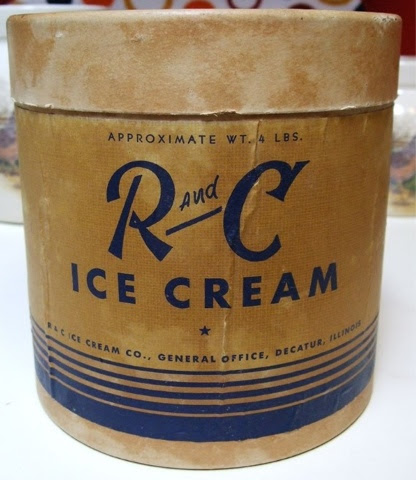 APPROXIMATE WT. 4 LBS.
R and C
ICE CREAM
R & C ICE CREAM CO., GENERAL OFFICE, DECATUR, ILLINOIS